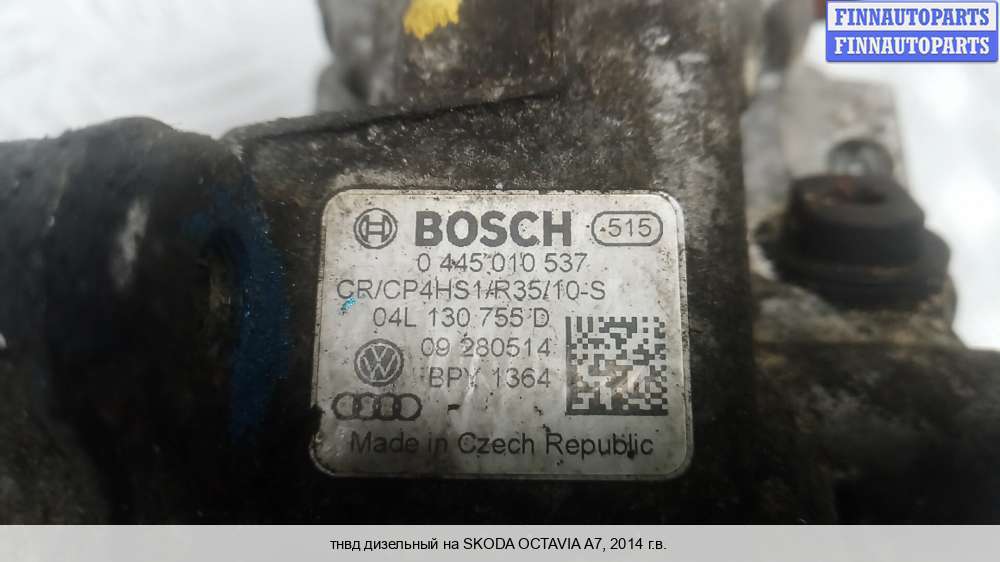 FINNAUTOPARTS
FINNAUTOPARTS
BOSCH 515
0 445 010 537
CR/CP4HS1/R35/10-S
04L 130 755 D
09 280514
BPY 1364
Made in Czech Republic
тнвд дизельный на SKODA OCTAVIA A7, 2014 г.в.